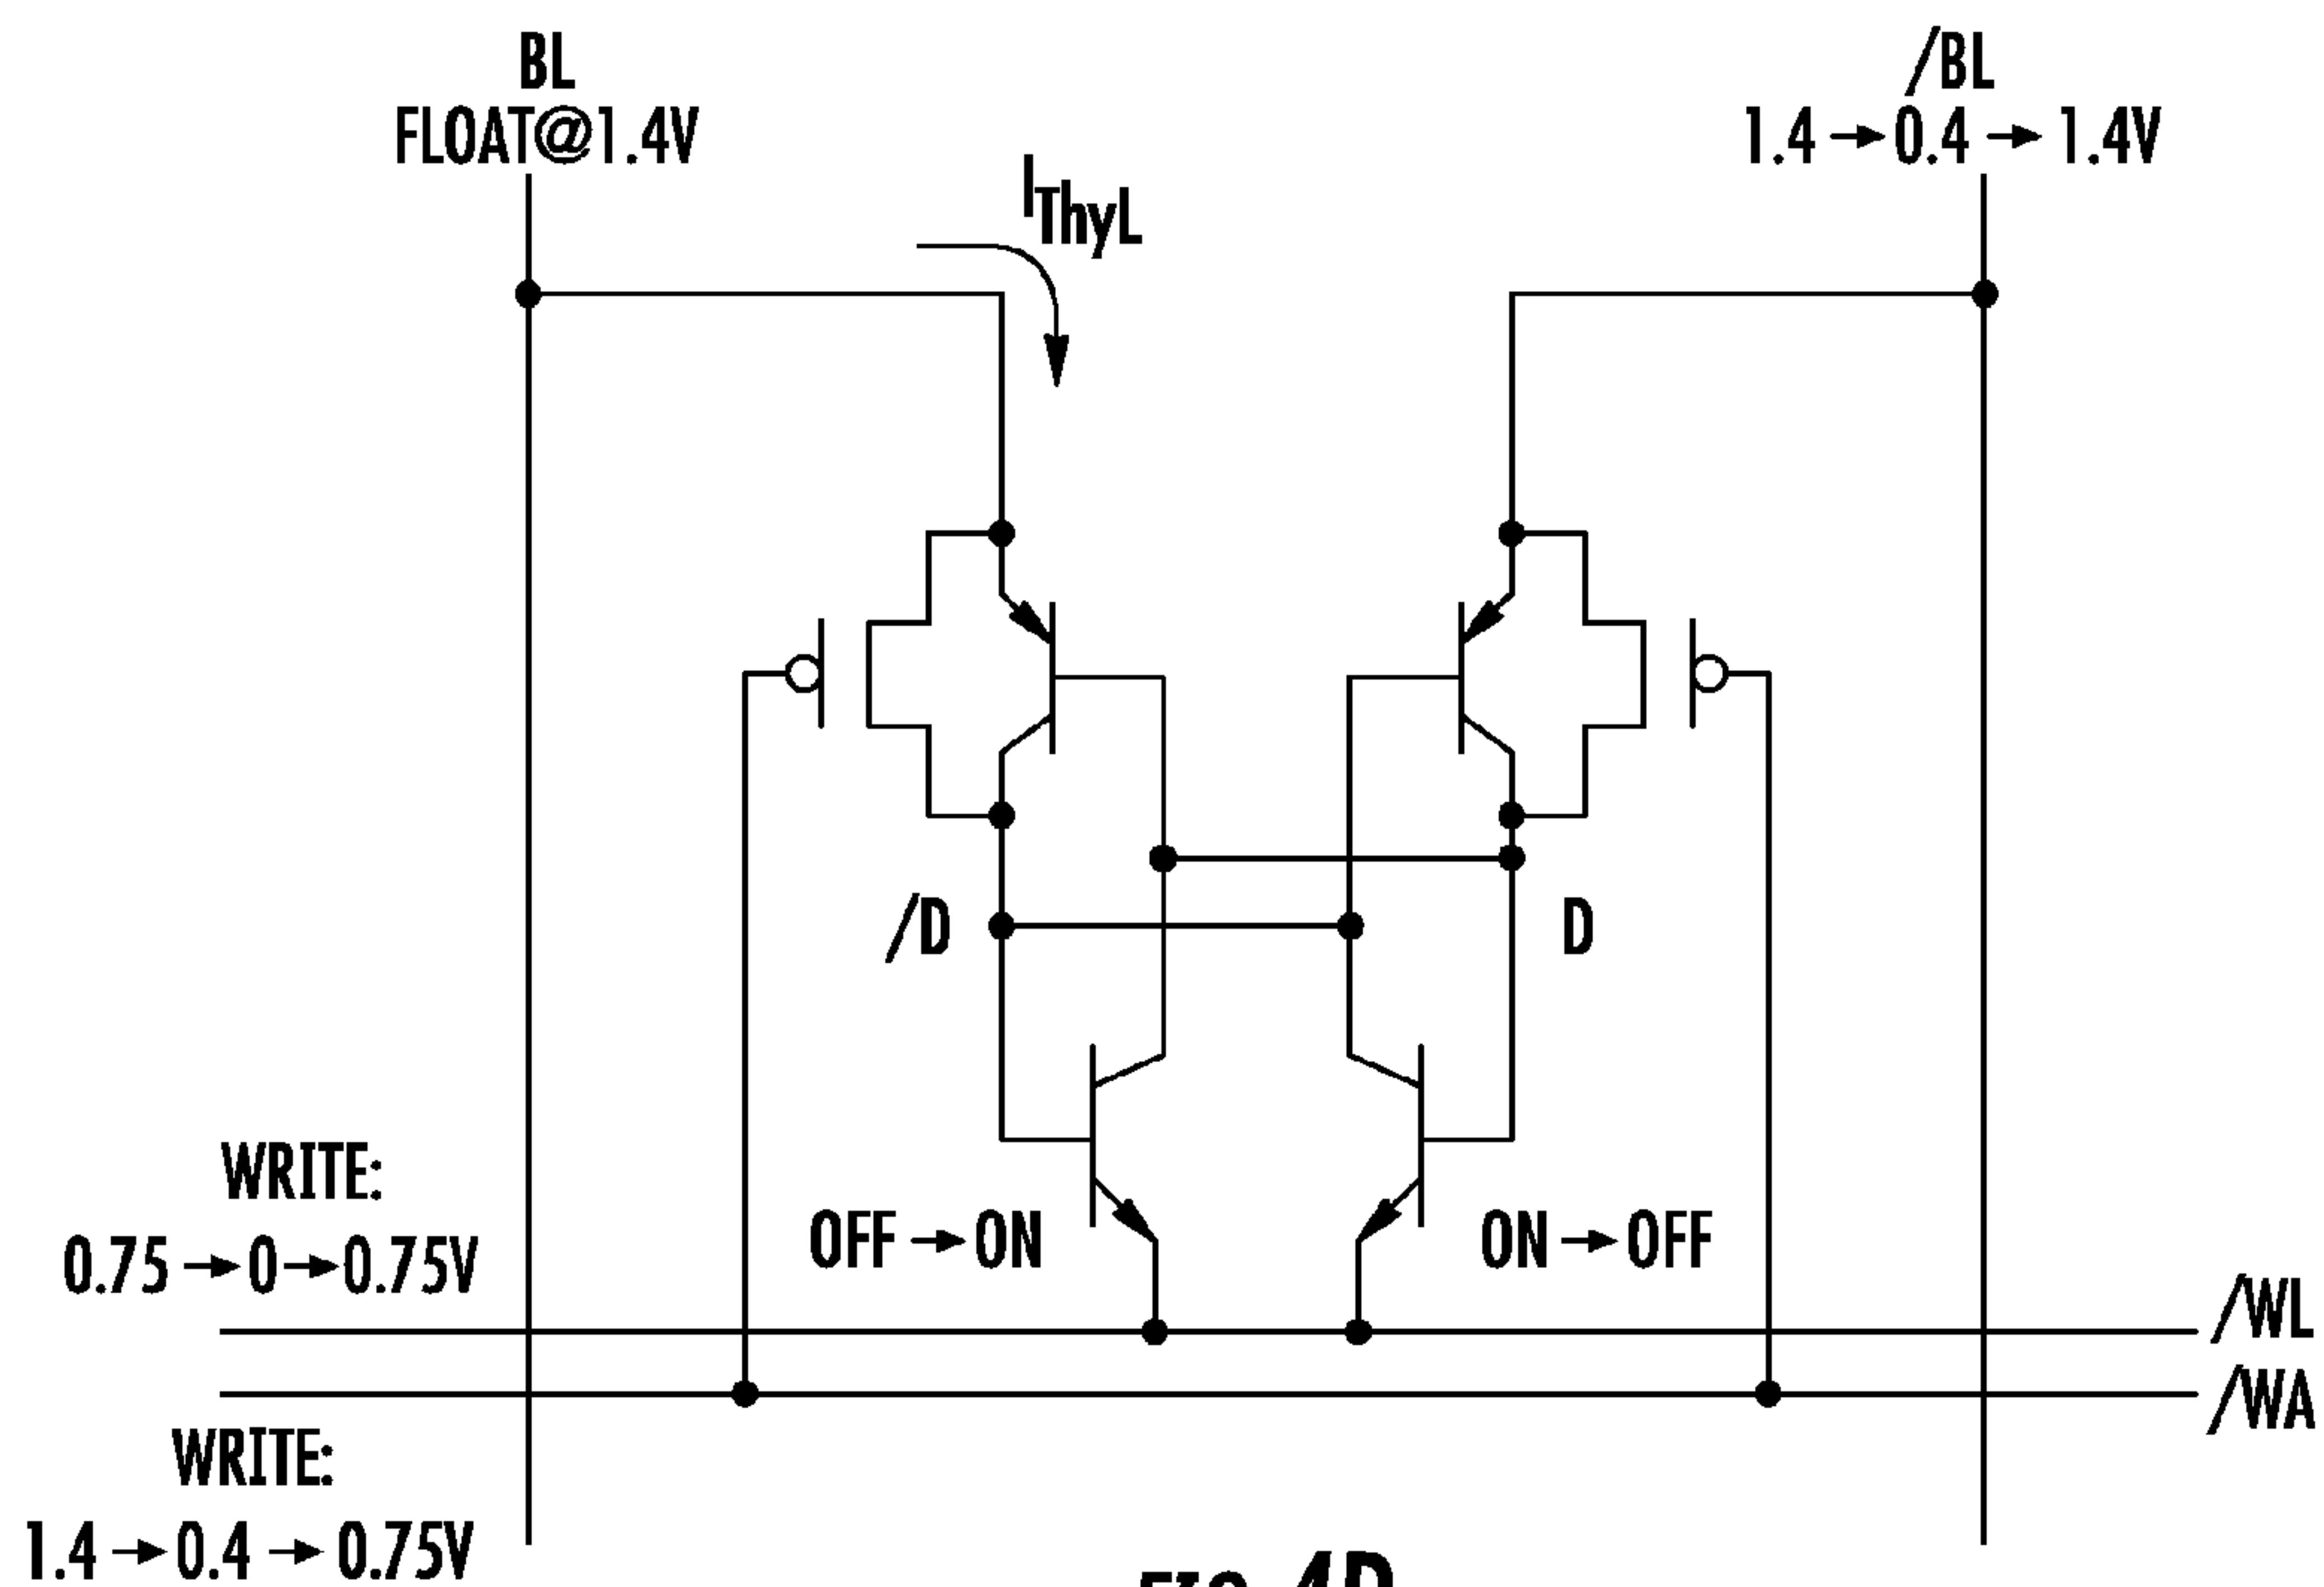 BL
FLOAT@1.4V
/BL
1.4→0.4→1.4V
IThyL
/D
D
WRITE:
0.75→0→0.75V
OFF→ON
ON→OFF
/WL
/WA
WRITE:
1.4→0.4→0.75V